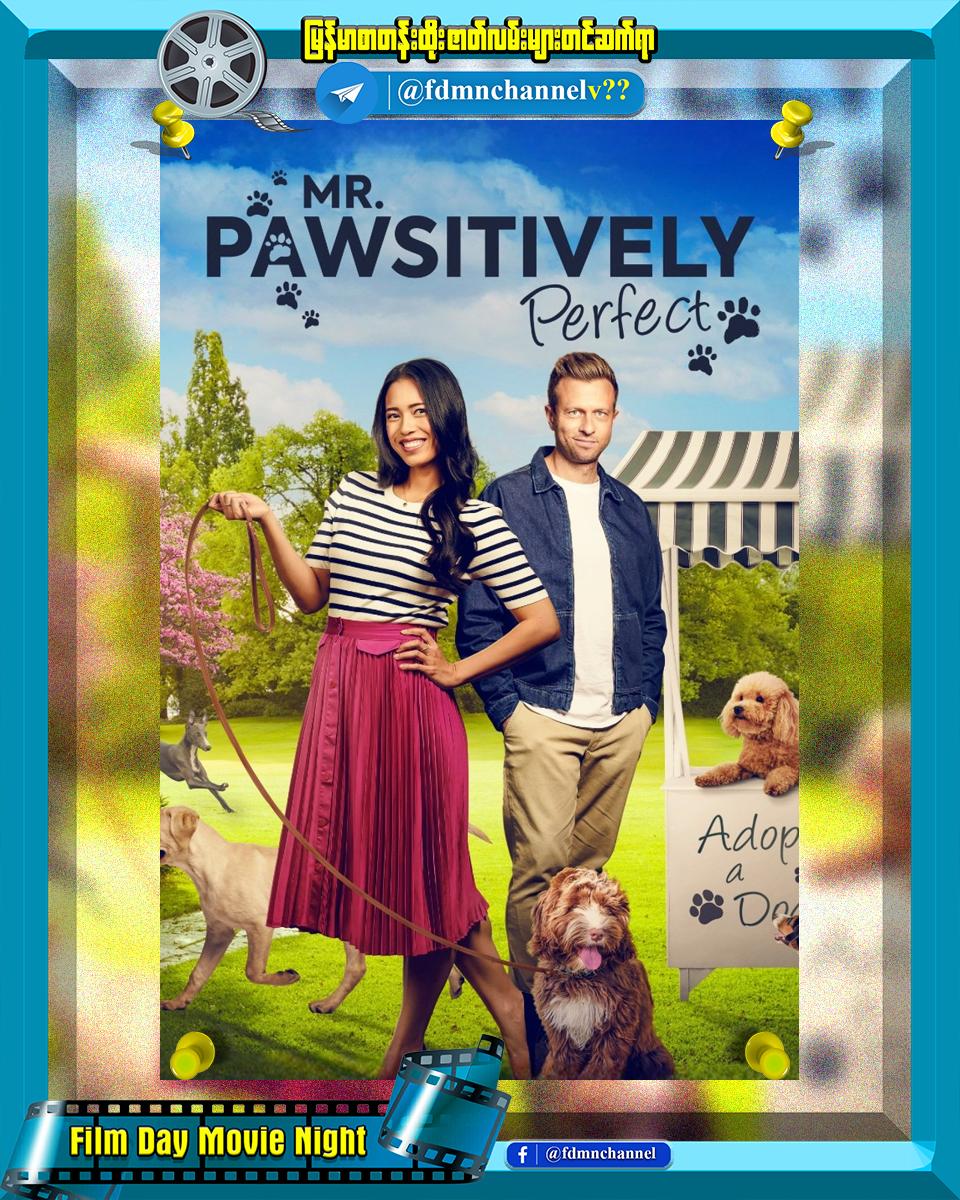 မြန်မာစာတန်းထိုး ဇာတ်လမ်းများတင်ဆက်ရာ
@fdmnchannelv??
MR.
PAWSITIVELY
Perfect
Adop
a
Do
Film Day Movie Night
f | @fdmnchannel